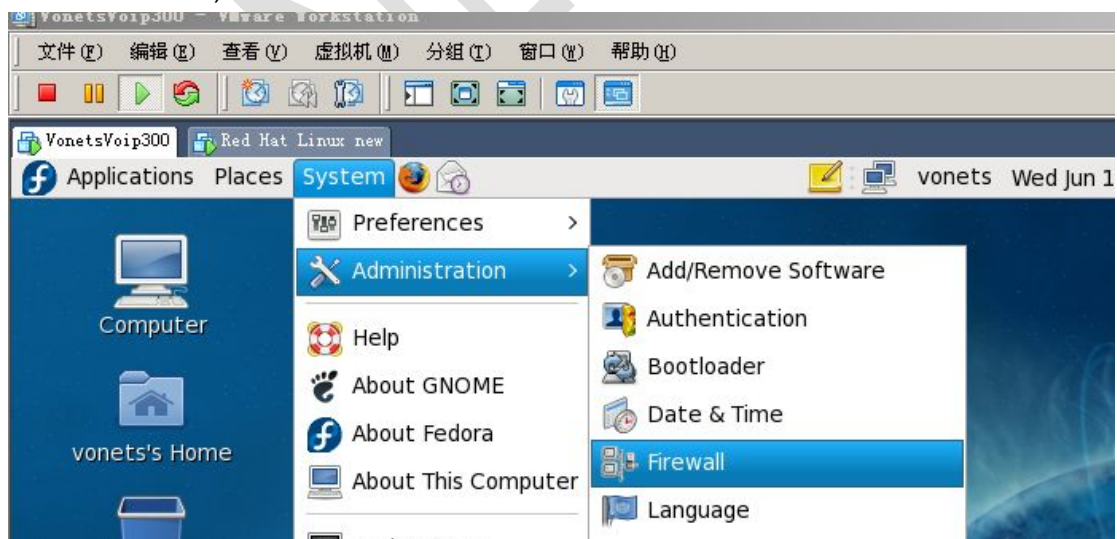 VonetsVoip300 - VMware Workstation
文件(F) 编辑(E) 查看(V) 虚拟机(M) 分组(T) 窗口(W) 帮助(H)
VonetsVoip300 Red Hat Linux new
Applications Places System vonets Wed Jun 1
Preferences
Administration Add/Remove Software
Computer Authentication
Help Bootloader
About GNOME Date & Time
About Fedora Firewall
vonets's Home
About This Computer Language